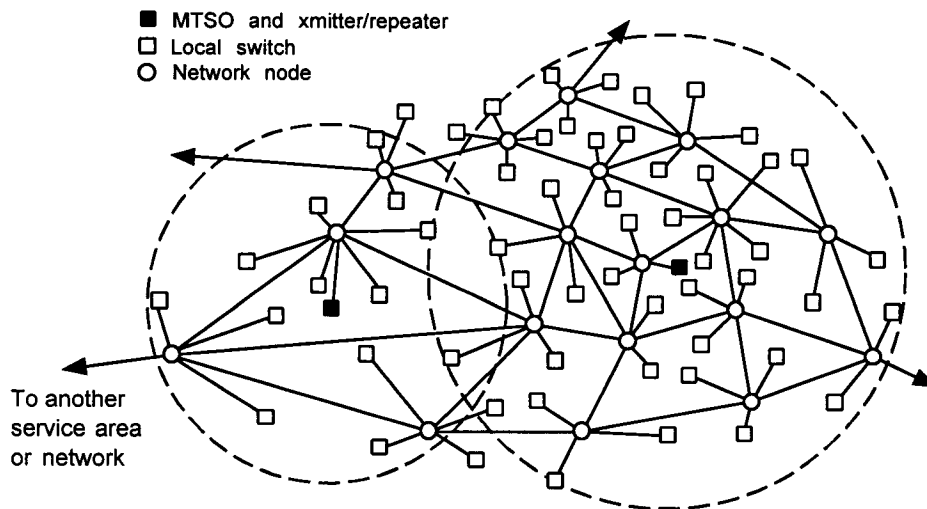 MTSO and xmitter/repeater
Local switch
Network node
To another
service area
or network